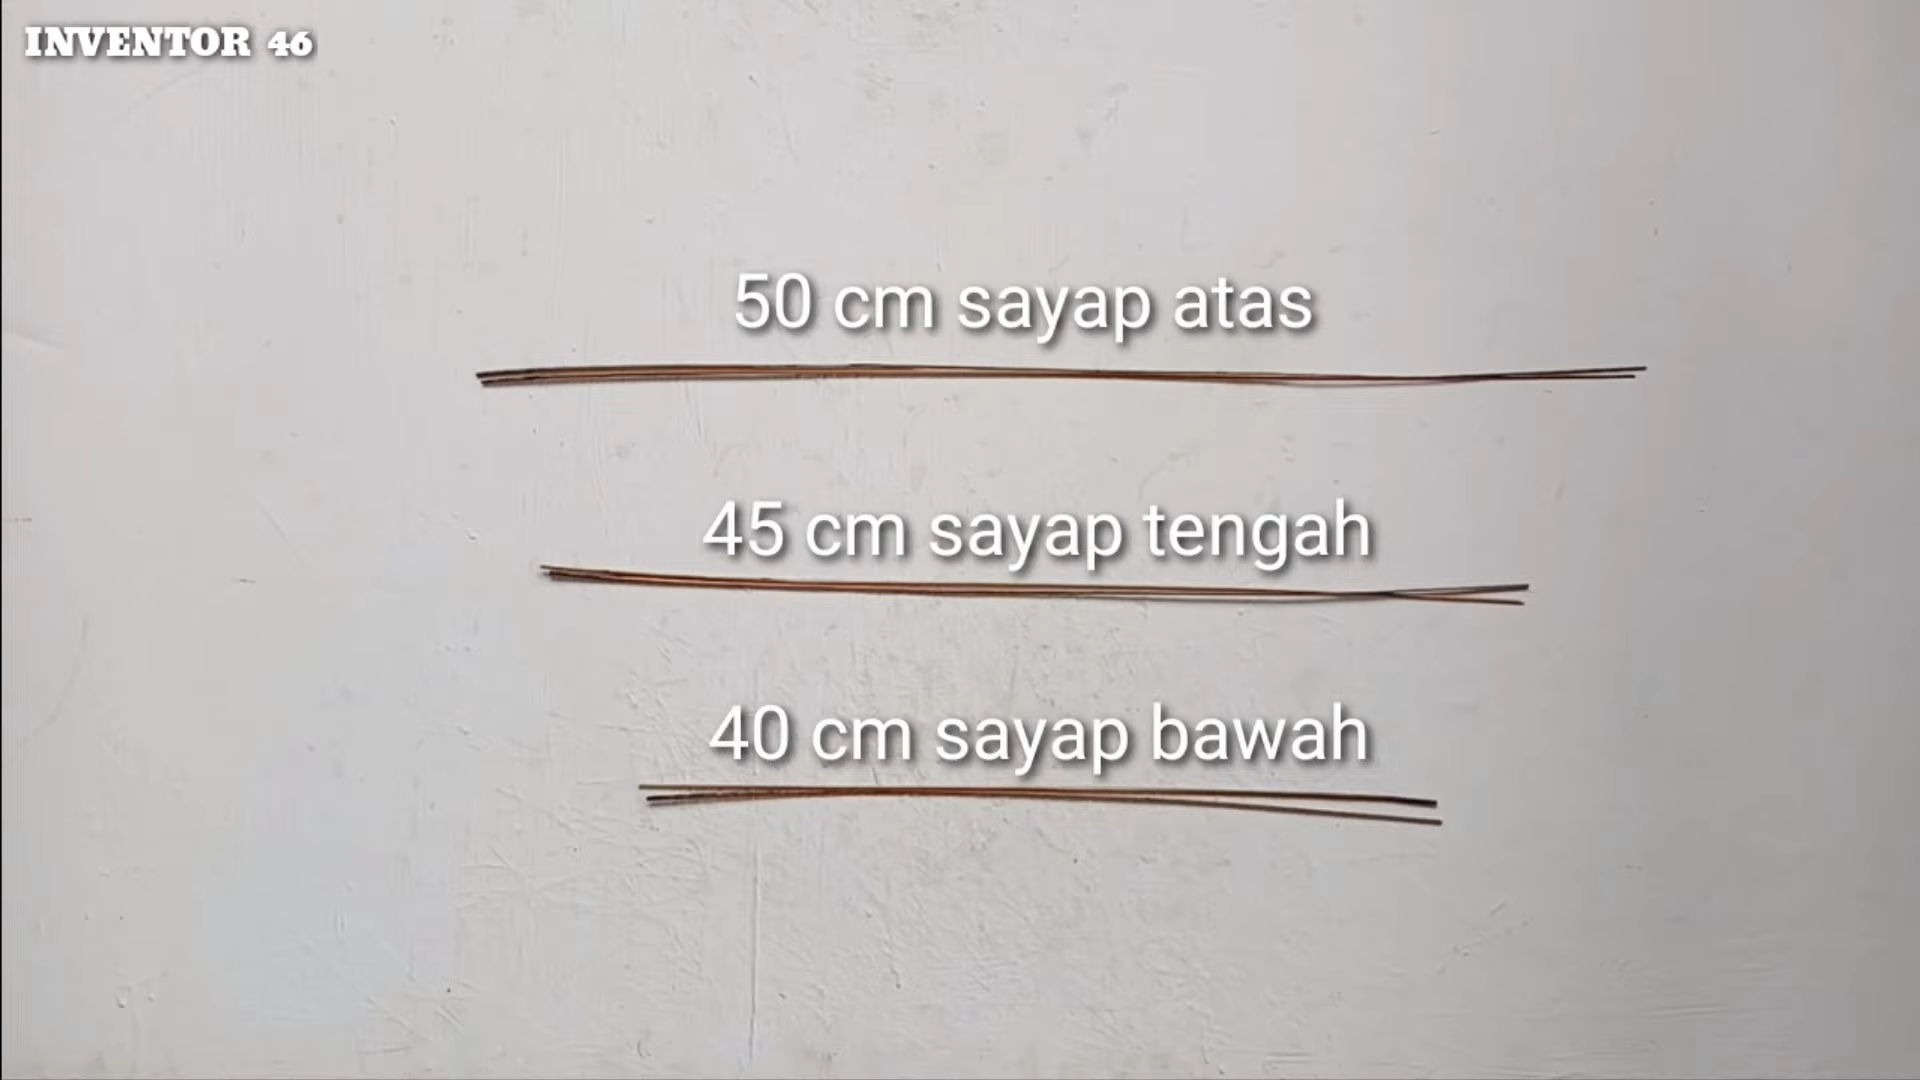 INVENTOR 46
50 cm sayap atas
45 cm sayap tengah
40 cm sayap bawah